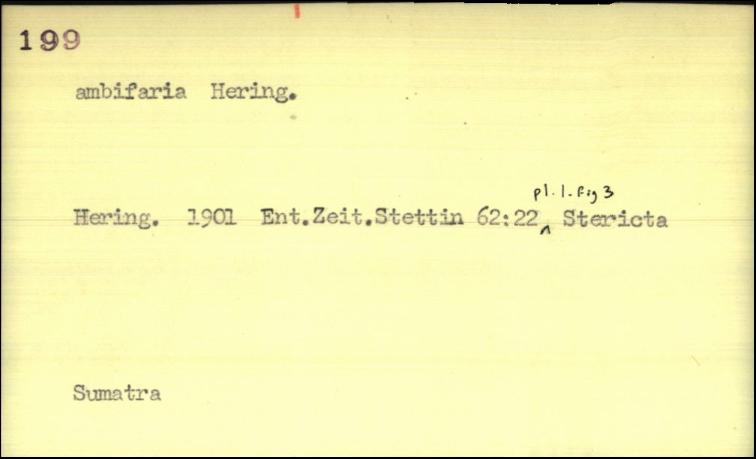 199
ambifaria Hering.
pl. 1. fig 3
Hering. 1901 Ent.Zeit.Stettin 62:22^ Stericta
Sumatra